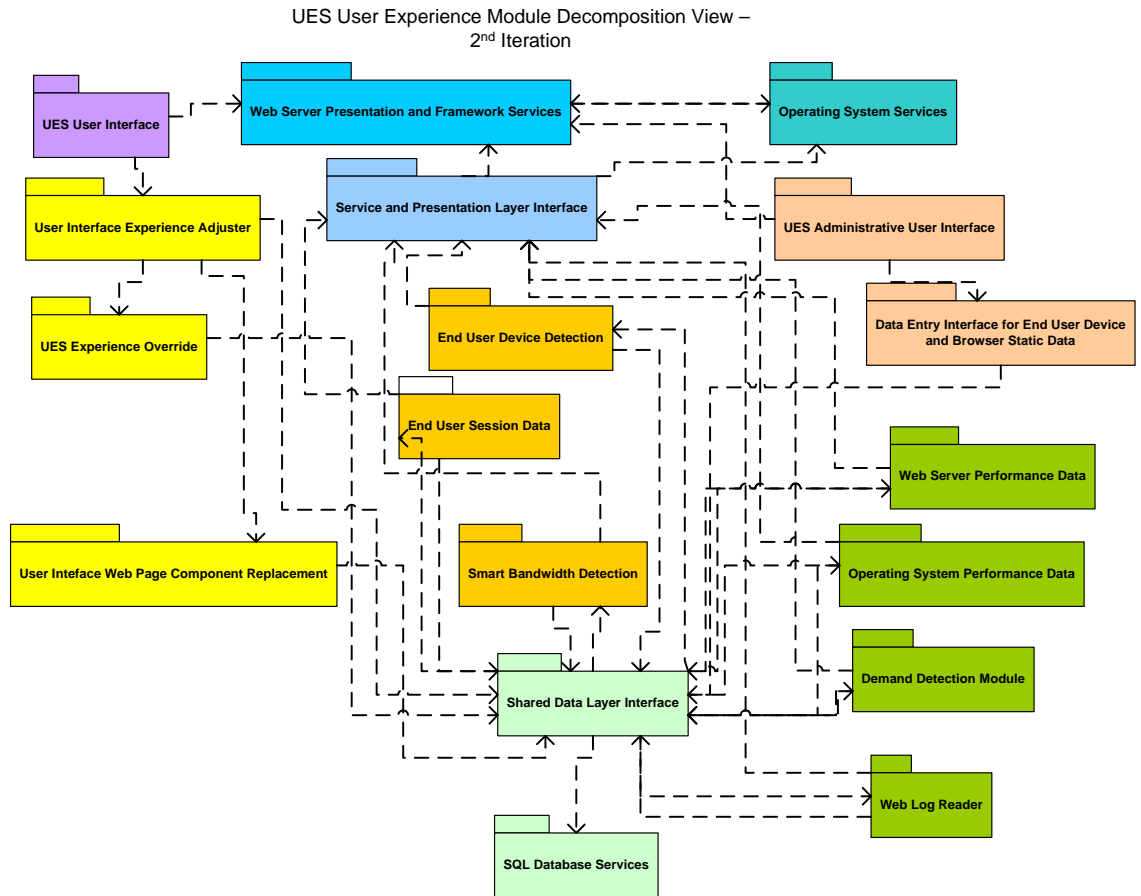 UES User Experience Module Decomposition View –
2nd Iteration
UES User Interface
Web Server Presentation and Framework Services
Operating System Services
User Interface Experience Adjuster
Service and Presentation Layer Interface
UES Administrative User Interface
UES Experience Override
End User Device Detection
Data Entry Interface for End User Device
and Browser Static Data
End User Session Data
Web Server Performance Data
User Inteface Web Page Component Replacement
Smart Bandwidth Detection
Operating System Performance Data
Shared Data Layer Interface
Demand Detection Module
Web Log Reader
SQL Database Services